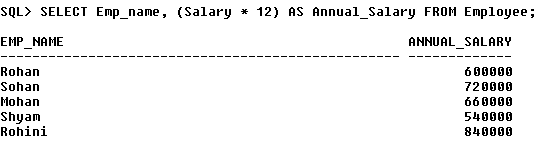 SQL> SELECT Emp_name, (Salary * 12) AS Annual_Salary FROM Employee;
EMP_NAME ANNUAL_SALARY
-------------------------------------------------- -------------
Rohan 600000
Sohan 720000
Mohan 660000
Shyam 540000
Rohini 840000